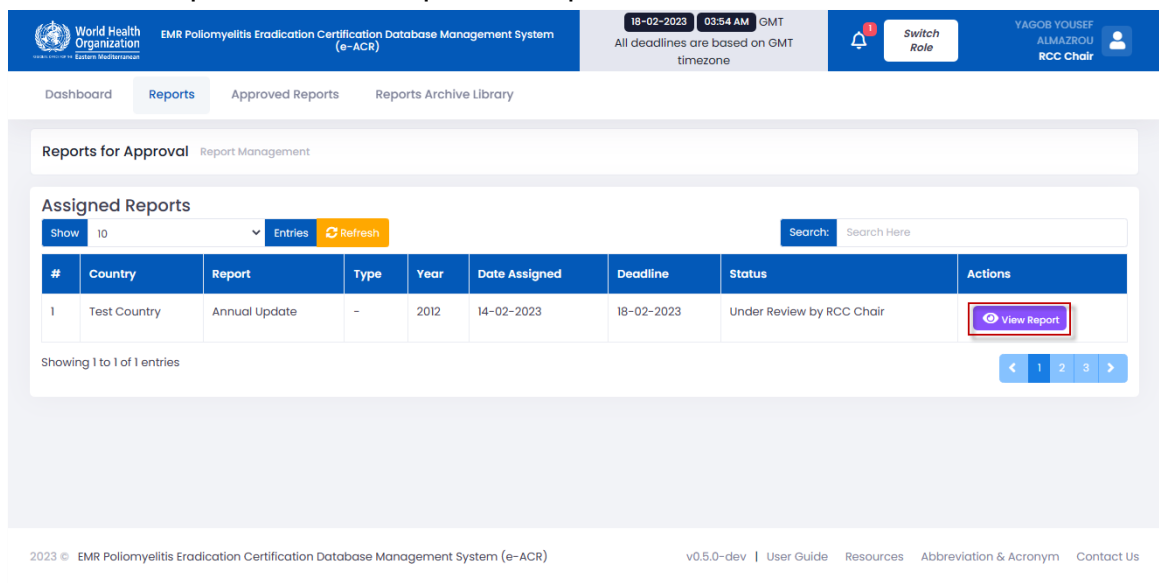 World Health
Organization
Eastern Mediterranean
EMR Poliomyelitis Eradication Certification Database Management System
(e-ACR)
18-02-2023 03:54 AM GMT
All deadlines are based on GMT
timezone
1
Switch
Role
YAGOB YOUSEF
ALMAZROU
RCC Chair
Dashboard Reports Approved Reports Reports Archive Library
Reports for Approval Report Management
Assigned Reports
Show 10 Entries Refresh Search: Search Here
# Country Report Type Year Date Assigned Deadline Status Actions
1 Test Country Annual Update - 2012 14-02-2023 18-02-2023 Under Review by RCC Chair View Report
Showing 1 to 1 of 1 entries
1 2 3
2023 © EMR Poliomyelitis Eradication Certification Database Management System (e-ACR) v0.5.0-dev | User Guide Resources Abbreviation & Acronym Contact Us